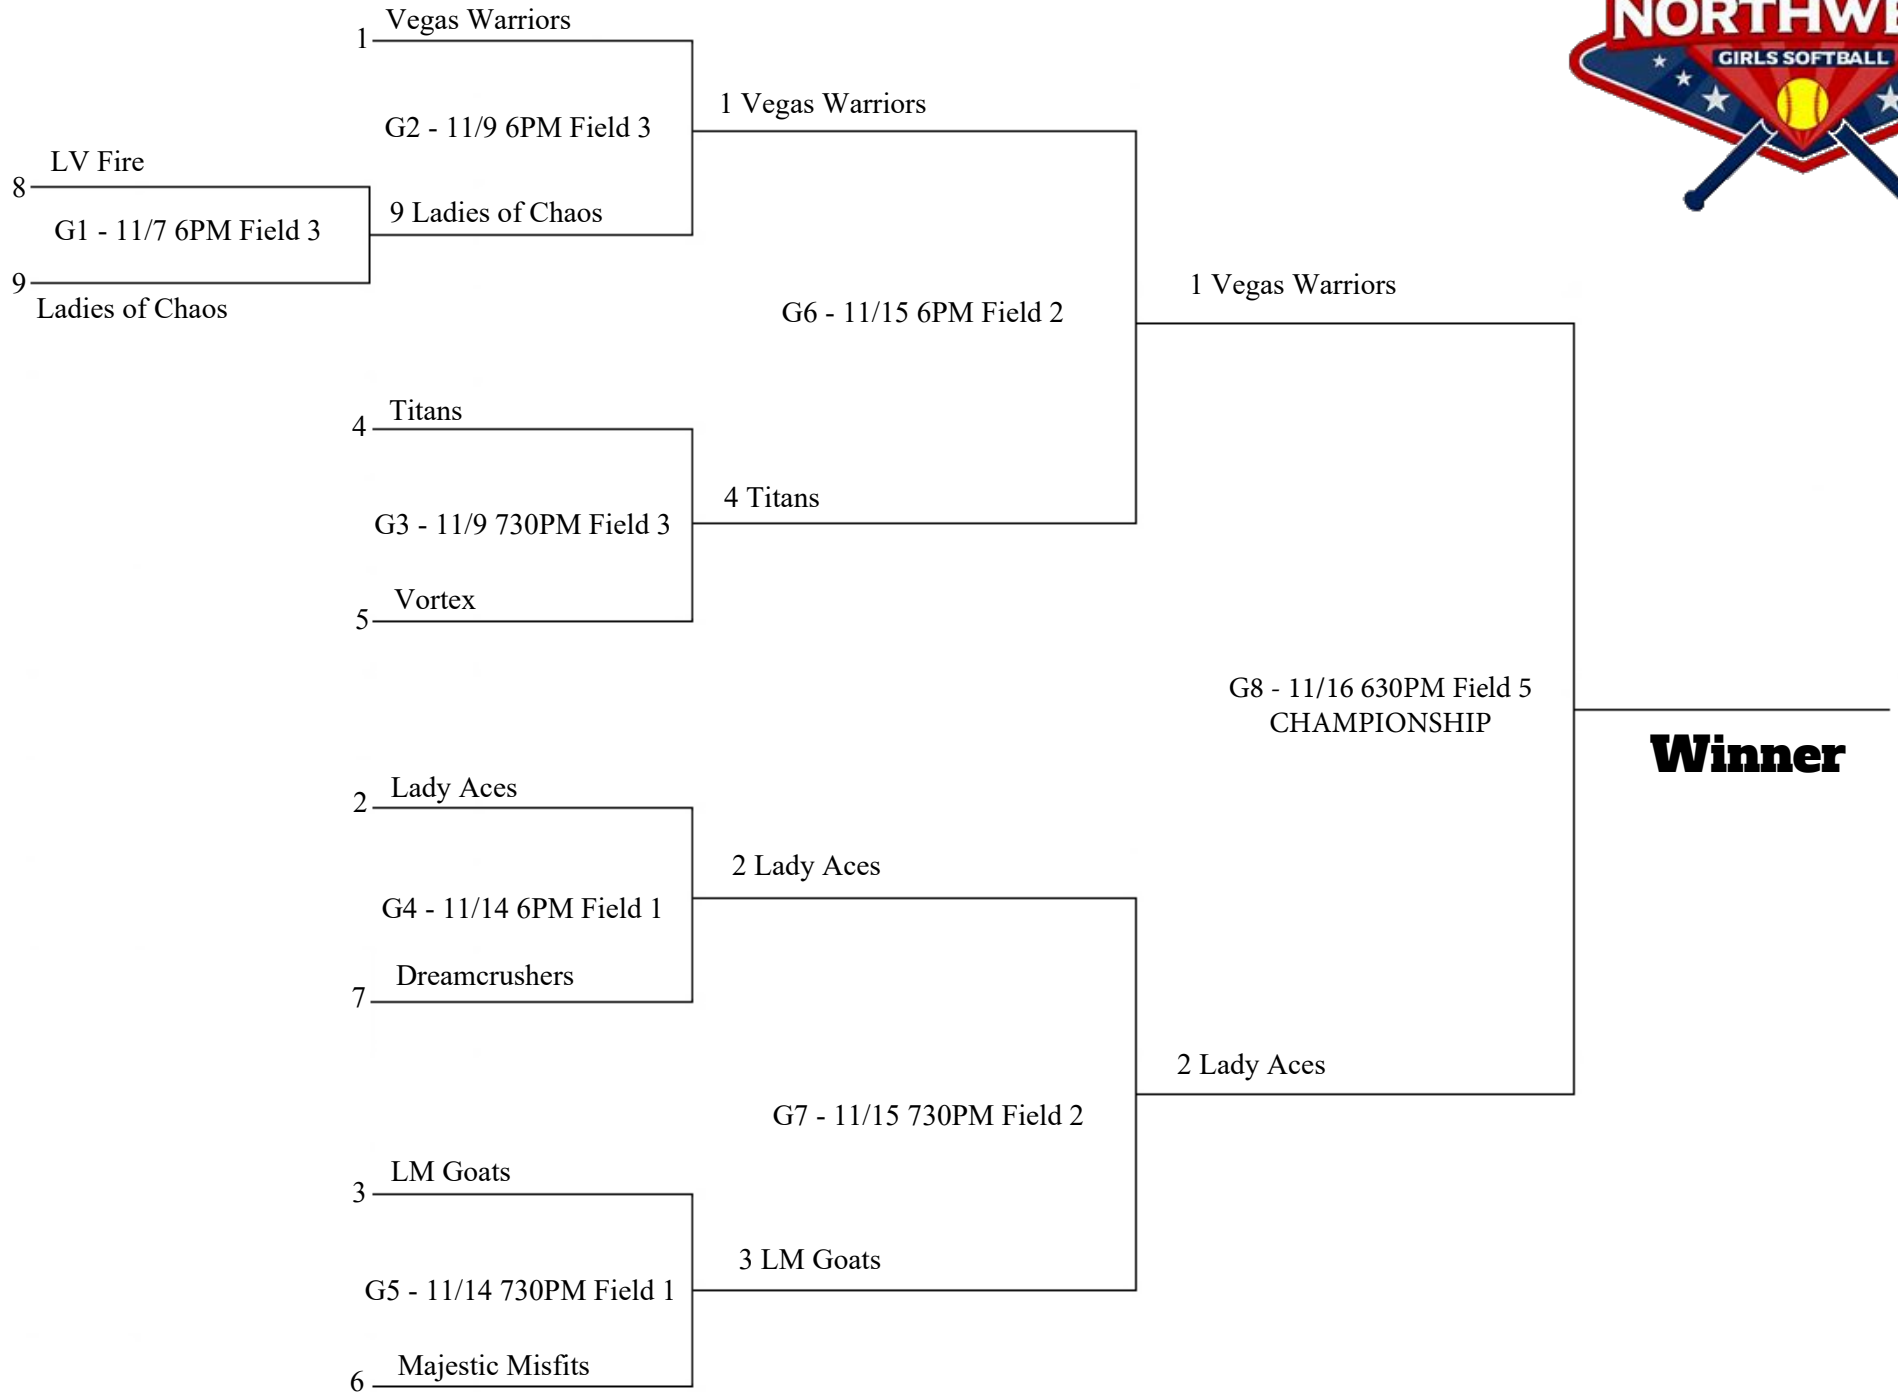 NORTHWE
GIRLS SOFTBALL
1 Vegas Warriors
G2 - 11/9 6PM Field 3
1 Vegas Warriors
8 LV Fire
G1 - 11/7 6PM Field 3
9 Ladies of Chaos
9
Ladies of Chaos
1 Vegas Warriors
G6 - 11/15 6PM Field 2
4 Titans
4 Titans
G3 - 11/9 730PM Field 3
5 Vortex
G8 - 11/16 630PM Field 5
CHAMPIONSHIP
Winner
2 Lady Aces
2 Lady Aces
G4 - 11/14 6PM Field 1
7 Dreamcrushers
2 Lady Aces
G7 - 11/15 730PM Field 2
3 LM Goats
3 LM Goats
G5 - 11/14 730PM Field 1
6 Majestic Misfits